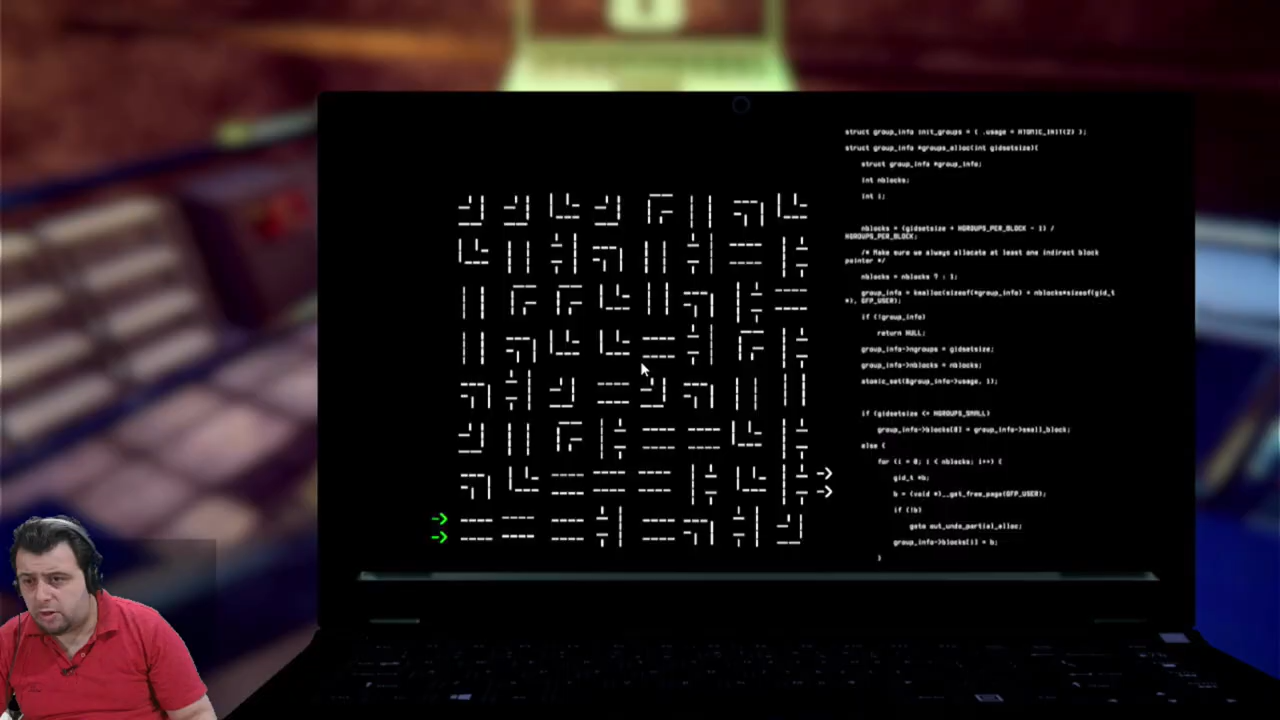 struct group_info init_groups = { .usage = ATOMIC_INIT(2) };
struct group_info *groups_alloc(int gidsetsize){
struct group_info *group_info;
int nblocks;
int i;
nblocks = (gidsetsize + NGROUPS_PER_BLOCK - 1) /
NGROUPS_PER_BLOCK;
/* Make sure we always allocate at least one indirect block
pointer */
nblocks = nblocks ? : 1;
group_info = kmalloc(sizeof(*group_info) + nblocks*sizeof(gid_t
*), GFP_USER);
if (!group_info)
return NULL;
group_info->ngroups = gidsetsize;
group_info->nblocks = nblocks;
atomic_set(&group_info->usage, 1);
if (gidsetsize <= NGROUPS_SMALL)
group_info->blocks[0] = group_info->small_block;
else {
for (i = 0; i < nblocks; i++) {
gid_t *b;
b = (void *)__get_free_page(GFP_USER);
if (!b)
goto out_undo_partial_alloc;
group_info->blocks[i] = b;
}